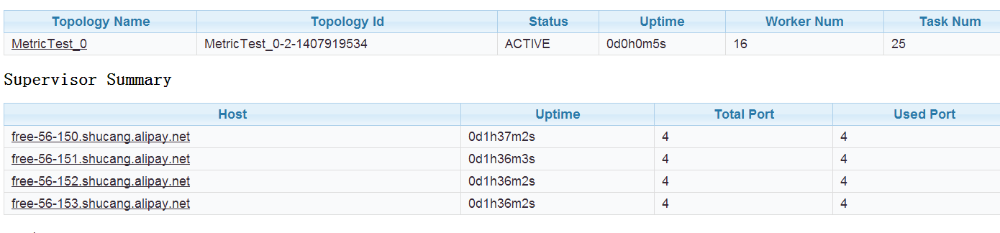 Topology Name Topology Id Status Uptime Worker Num Task Num
MetricTest_0 MetricTest_0-2-1407919534 ACTIVE 0d0h0m5s 16 25
Supervisor Summary
Host Uptime Total Port Used Port
free-56-150.shucang.alipay.net 0d1h37m2s 4 4
free-56-151.shucang.alipay.net 0d1h36m3s 4 4
free-56-152.shucang.alipay.net 0d1h36m2s 4 4
free-56-153.shucang.alipay.net 0d1h36m2s 4 4